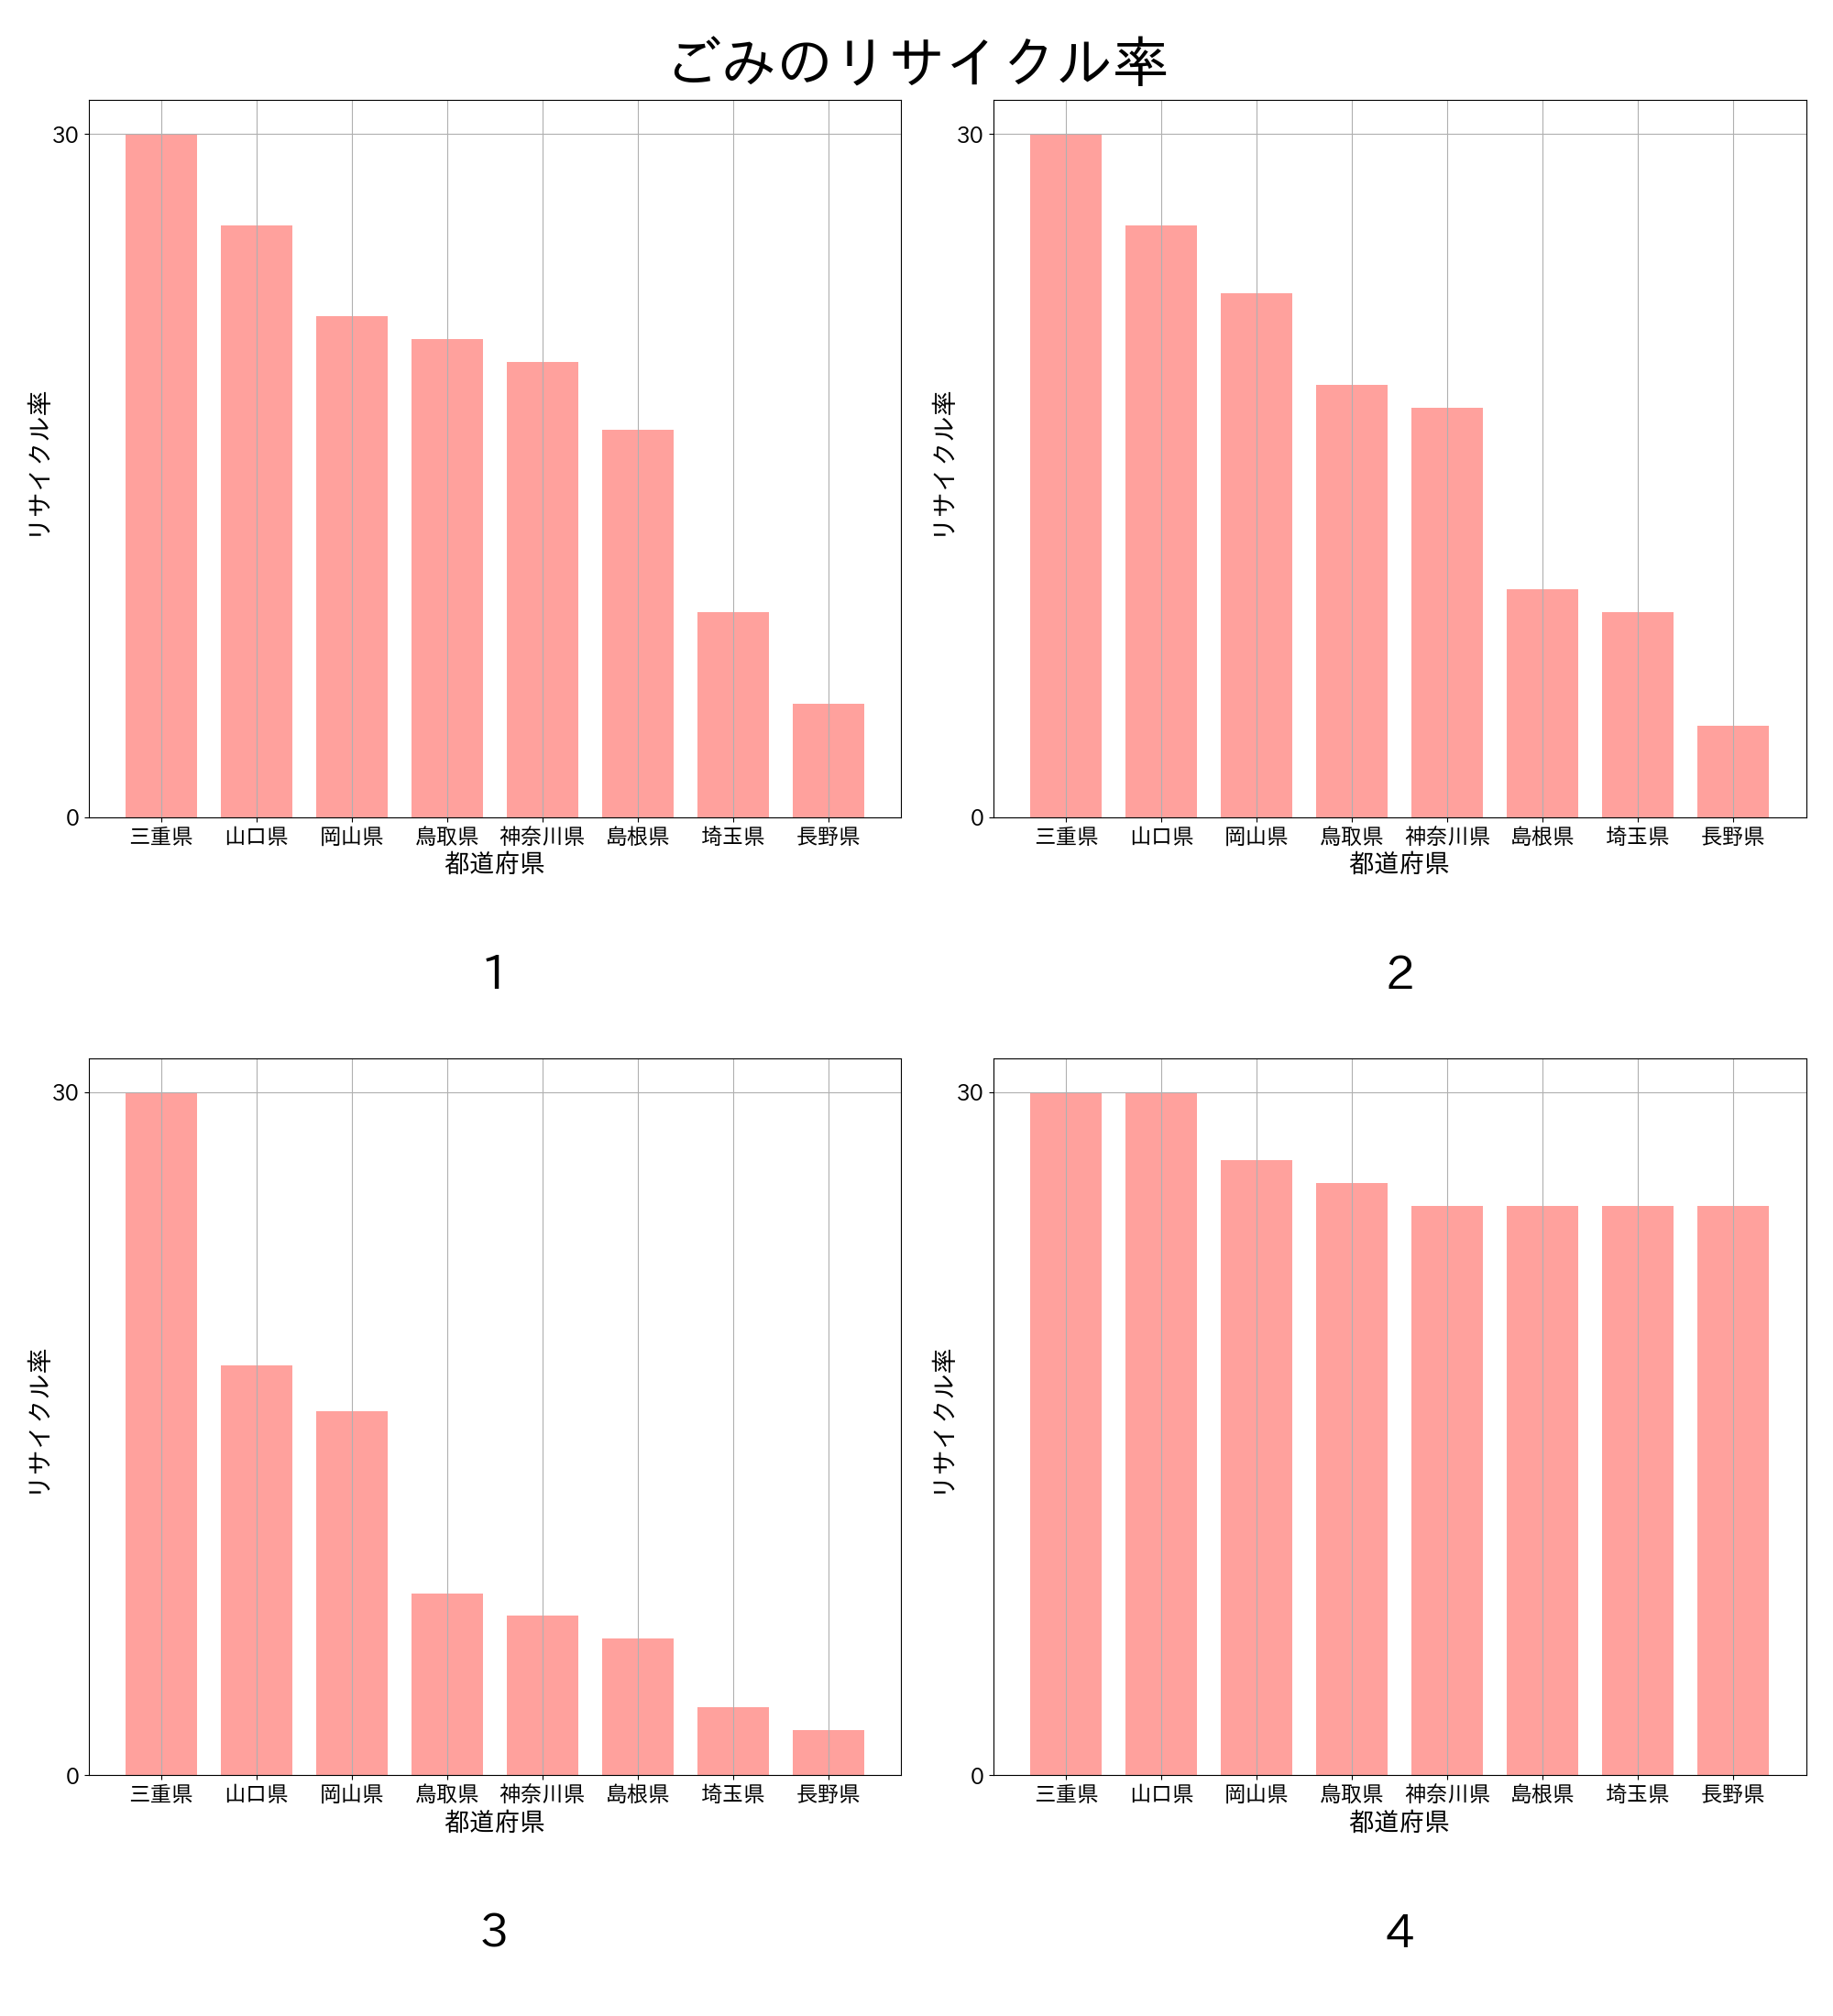 ごみのリサイクル率
30
0
リサイクル率
三重県 山口県 岡山県 鳥取県 神奈川県 島根県 埼玉県 長野県
都道府県
1
30
0
リサイクル率
三重県 山口県 岡山県 鳥取県 神奈川県 島根県 埼玉県 長野県
都道府県
2
30
0
リサイクル率
三重県 山口県 岡山県 鳥取県 神奈川県 島根県 埼玉県 長野県
都道府県
3
30
0
リサイクル率
三重県 山口県 岡山県 鳥取県 神奈川県 島根県 埼玉県 長野県
都道府県
4